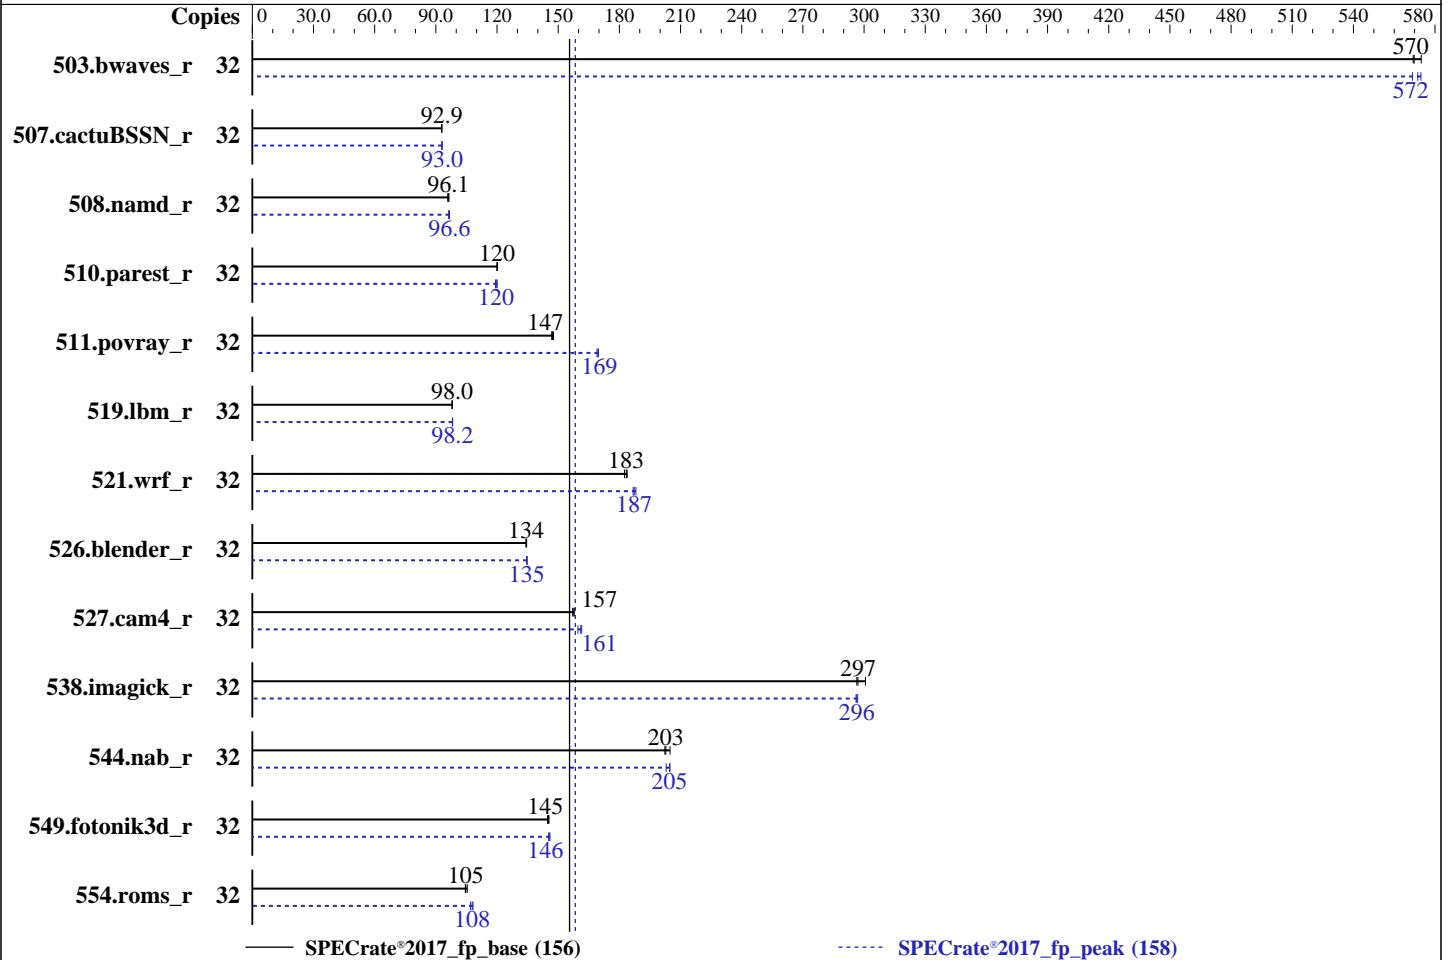 Copies 0 30.0 60.0 90.0 120 150 180 210 240 270 300 330 360 390 420 450 480 510 540 580
570
503.bwaves_r 32
572
92.9
507.cactuBSSN_r 32
93.0
96.1
508.namd_r 32
96.6
120
510.parest_r 32
120
147
511.povray_r 32
169
98.0
519.lbm_r 32
98.2
183
521.wrf_r 32
187
134
526.blender_r 32
135
157
527.cam4_r 32
161
297
538.imagick_r 32
296
203
544.nab_r 32
205
145
549.fotonik3d_r 32
146
105
554.roms_r 32
108
SPECrate®2017_fp_base (156) SPECrate®2017_fp_peak (158)